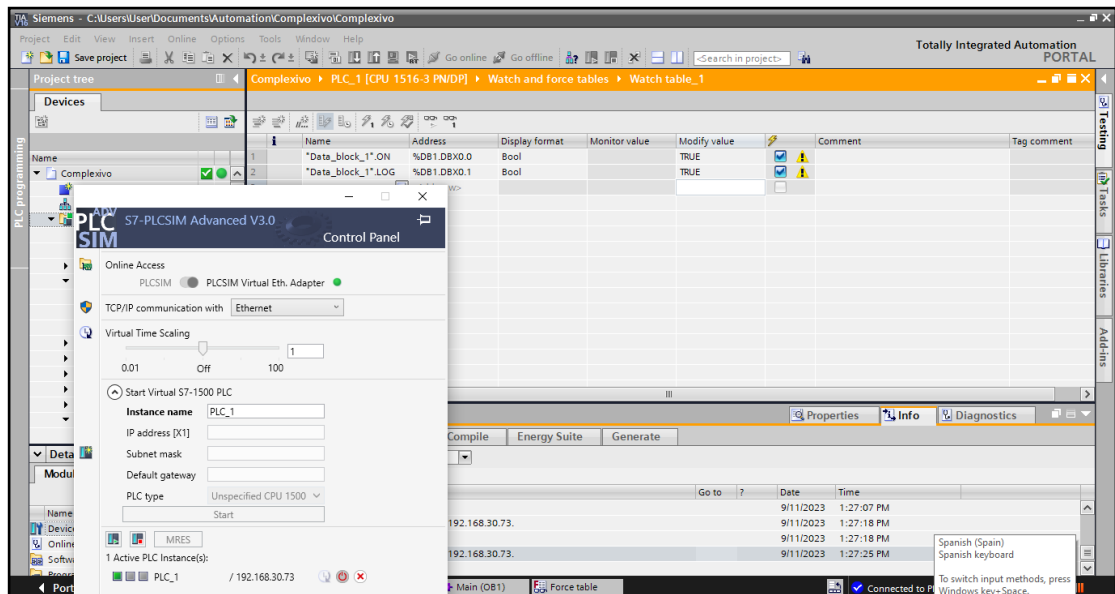 Siemens - C:\Users\User\Documents\Automation\Complexivo\Complexivo
Project Edit View Insert Online Options Tools Window Help
Totally Integrated Automation
PORTAL
Save project Go online Go offline <Search in project>
Project tree
Complexivo PLC_1 [CPU 1516-3 PN/DP] Watch and force tables Watch table_1
Devices
i Name Address Display format Monitor value Modify value Comment Tag comment
Name
1 "Data_block_1".ON %DB1.DBX0.0 Bool TRUE
Complexivo
2 "Data_block_1".LOG %DB1.DBX0.1 Bool TRUE
PLC programming
Testing
Tasks
Libraries
Add-ins
PLC SIM ADV
S7-PLCSIM Advanced V3.0
Control Panel
Online Access
PLCSIM PLCSIM Virtual Eth. Adapter
TCP/IP communication with Ethernet
Virtual Time Scaling
1
0.01 Off 100
Start Virtual S7-1500 PLC
Instance name PLC_1
IP address [X1]
Subnet mask
Default gateway
PLC type Unspecified CPU 1500
Start
MRES
1 Active PLC Instance(s):
PLC_1 / 192.168.30.73
Properties Info Diagnostics
Compile Energy Suite Generate
Go to ? Date Time
9/11/2023 1:27:07 PM
192.168.30.73. 9/11/2023 1:27:18 PM
9/11/2023 1:27:18 PM
192.168.30.73. 9/11/2023 1:27:25 PM
Name
Spanish (Spain)
Spanish keyboard
To switch input methods, press
Windows key+Space.
Main (OB1) Force table